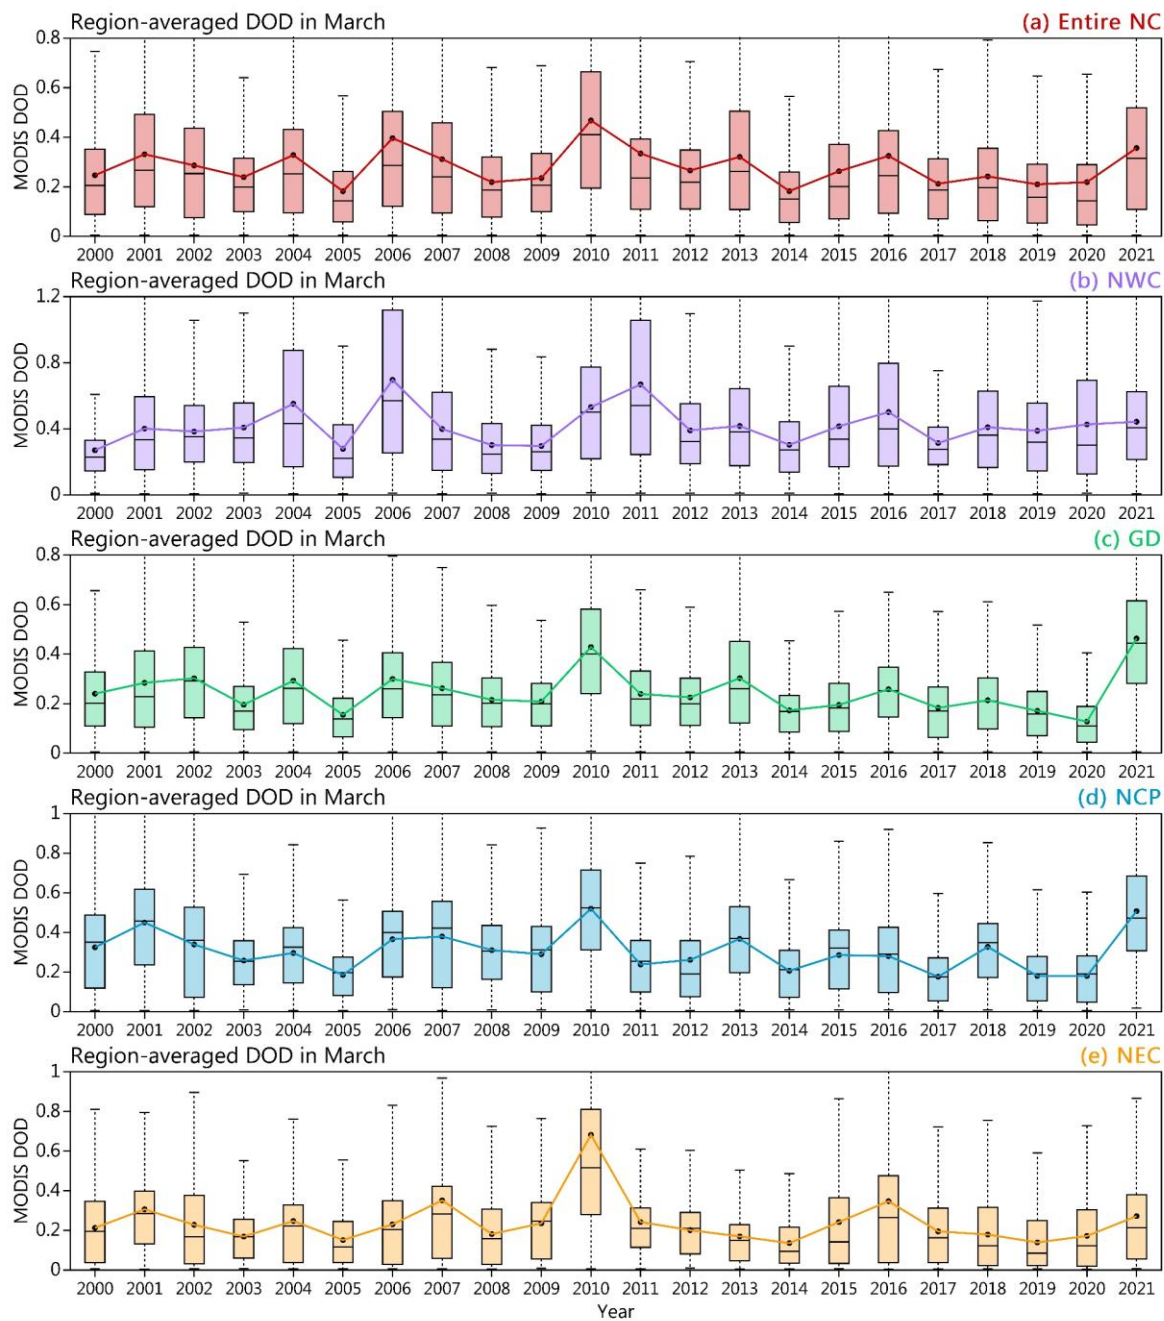 Region-averaged DOD in March (a) Entire NC
0.8
0.6
0.4
0.2
0
MODIS DOD
2000 2001 2002 2003 2004 2005 2006 2007 2008 2009 2010 2011 2012 2013 2014 2015 2016 2017 2018 2019 2020 2021
Region-averaged DOD in March (b) NWC
1.2
0.8
0.4
0
MODIS DOD
2000 2001 2002 2003 2004 2005 2006 2007 2008 2009 2010 2011 2012 2013 2014 2015 2016 2017 2018 2019 2020 2021
Region-averaged DOD in March (c) GD
0.8
0.6
0.4
0.2
0
MODIS DOD
2000 2001 2002 2003 2004 2005 2006 2007 2008 2009 2010 2011 2012 2013 2014 2015 2016 2017 2018 2019 2020 2021
Region-averaged DOD in March (d) NCP
1
0.8
0.6
0.4
0.2
0
MODIS DOD
2000 2001 2002 2003 2004 2005 2006 2007 2008 2009 2010 2011 2012 2013 2014 2015 2016 2017 2018 2019 2020 2021
Region-averaged DOD in March (e) NEC
1
0.8
0.6
0.4
0.2
0
MODIS DOD
2000 2001 2002 2003 2004 2005 2006 2007 2008 2009 2010 2011 2012 2013 2014 2015 2016 2017 2018 2019 2020 2021
Year